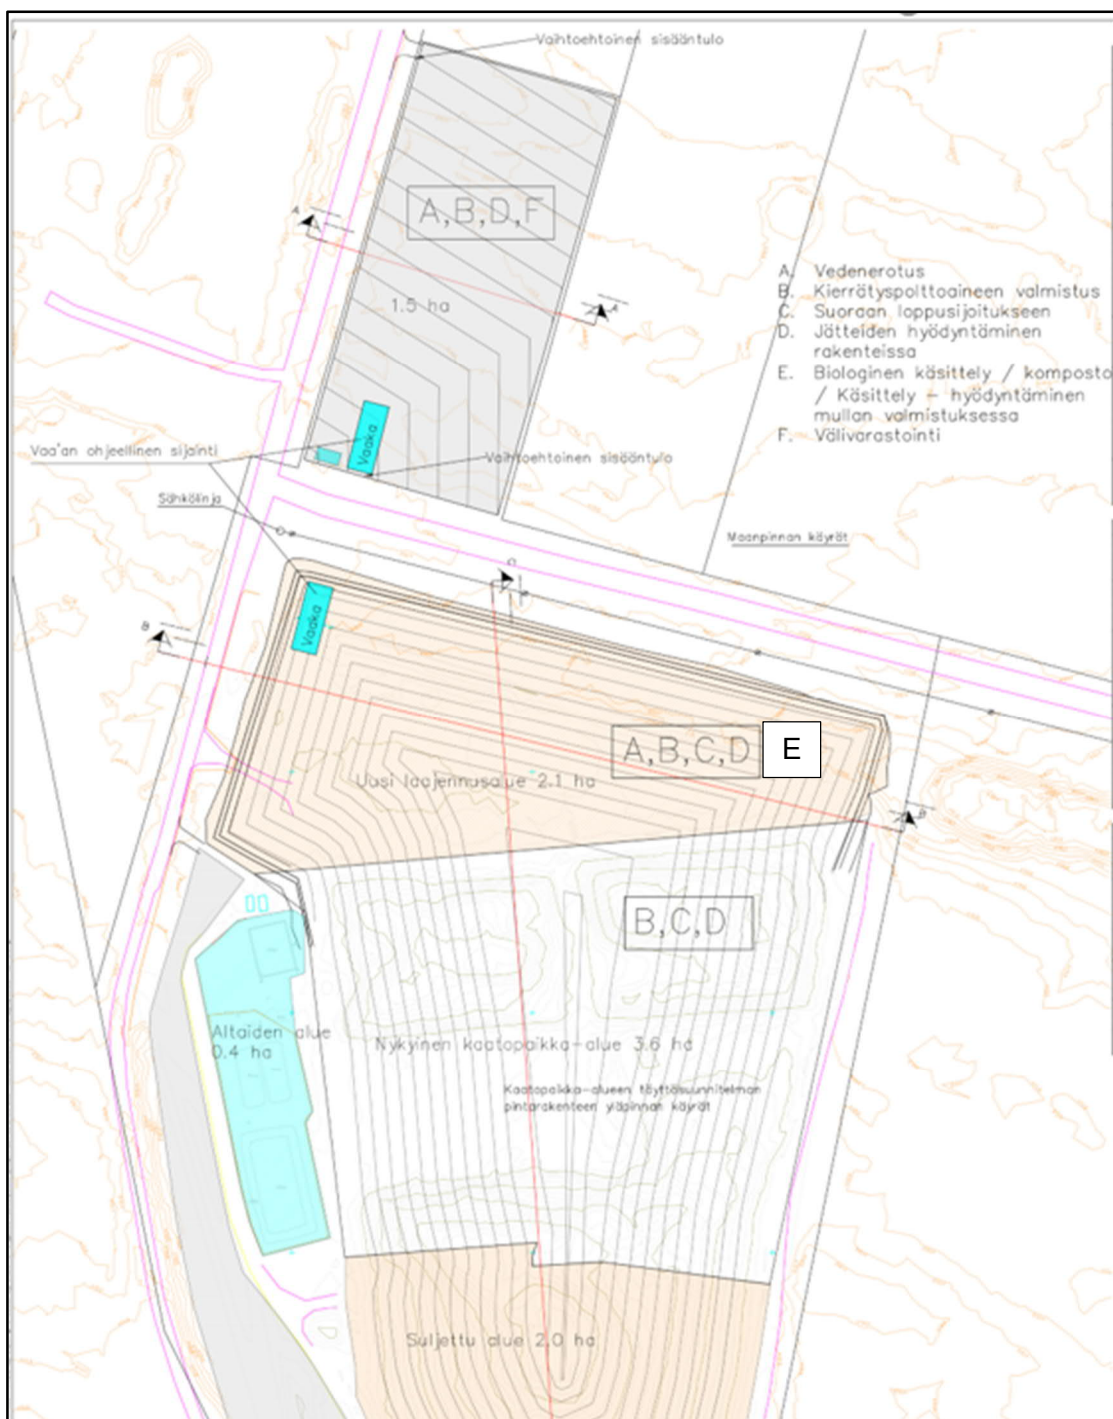 Vaihtoehtoinen sisääntulo
A,B,D,F
A
A
1.5 ha
A. Vedenerotus
B. Kierrätyspolttoaineen valmistus
C. Suoraan loppusijoitukseen
D. Jätteiden hyödyntäminen
rakenteissa
E. Biologinen käsittely / komposto
/ Käsittely – hyödyntäminen
mullan valmistuksessa
F. Välivarastointi
Vaaka
Vaa'an ohjeellinen sijainti
Vaihtoehtoinen sisääntulo
Sähkölinja
Maanpinnan käyrät
C
Vaaka
B
A,B,C,D
E
Uusi laajennusalue 2.1 ha
B
B,C,D
Altaiden alue
0.4 ha
Nykyinen kaatopaikka-alue 3.6 ha
Kaatopaikka-alueen täyttösuunnitelman
pintarakenteen yläpinnan käyrät
Suljettu alue 2.0 ha